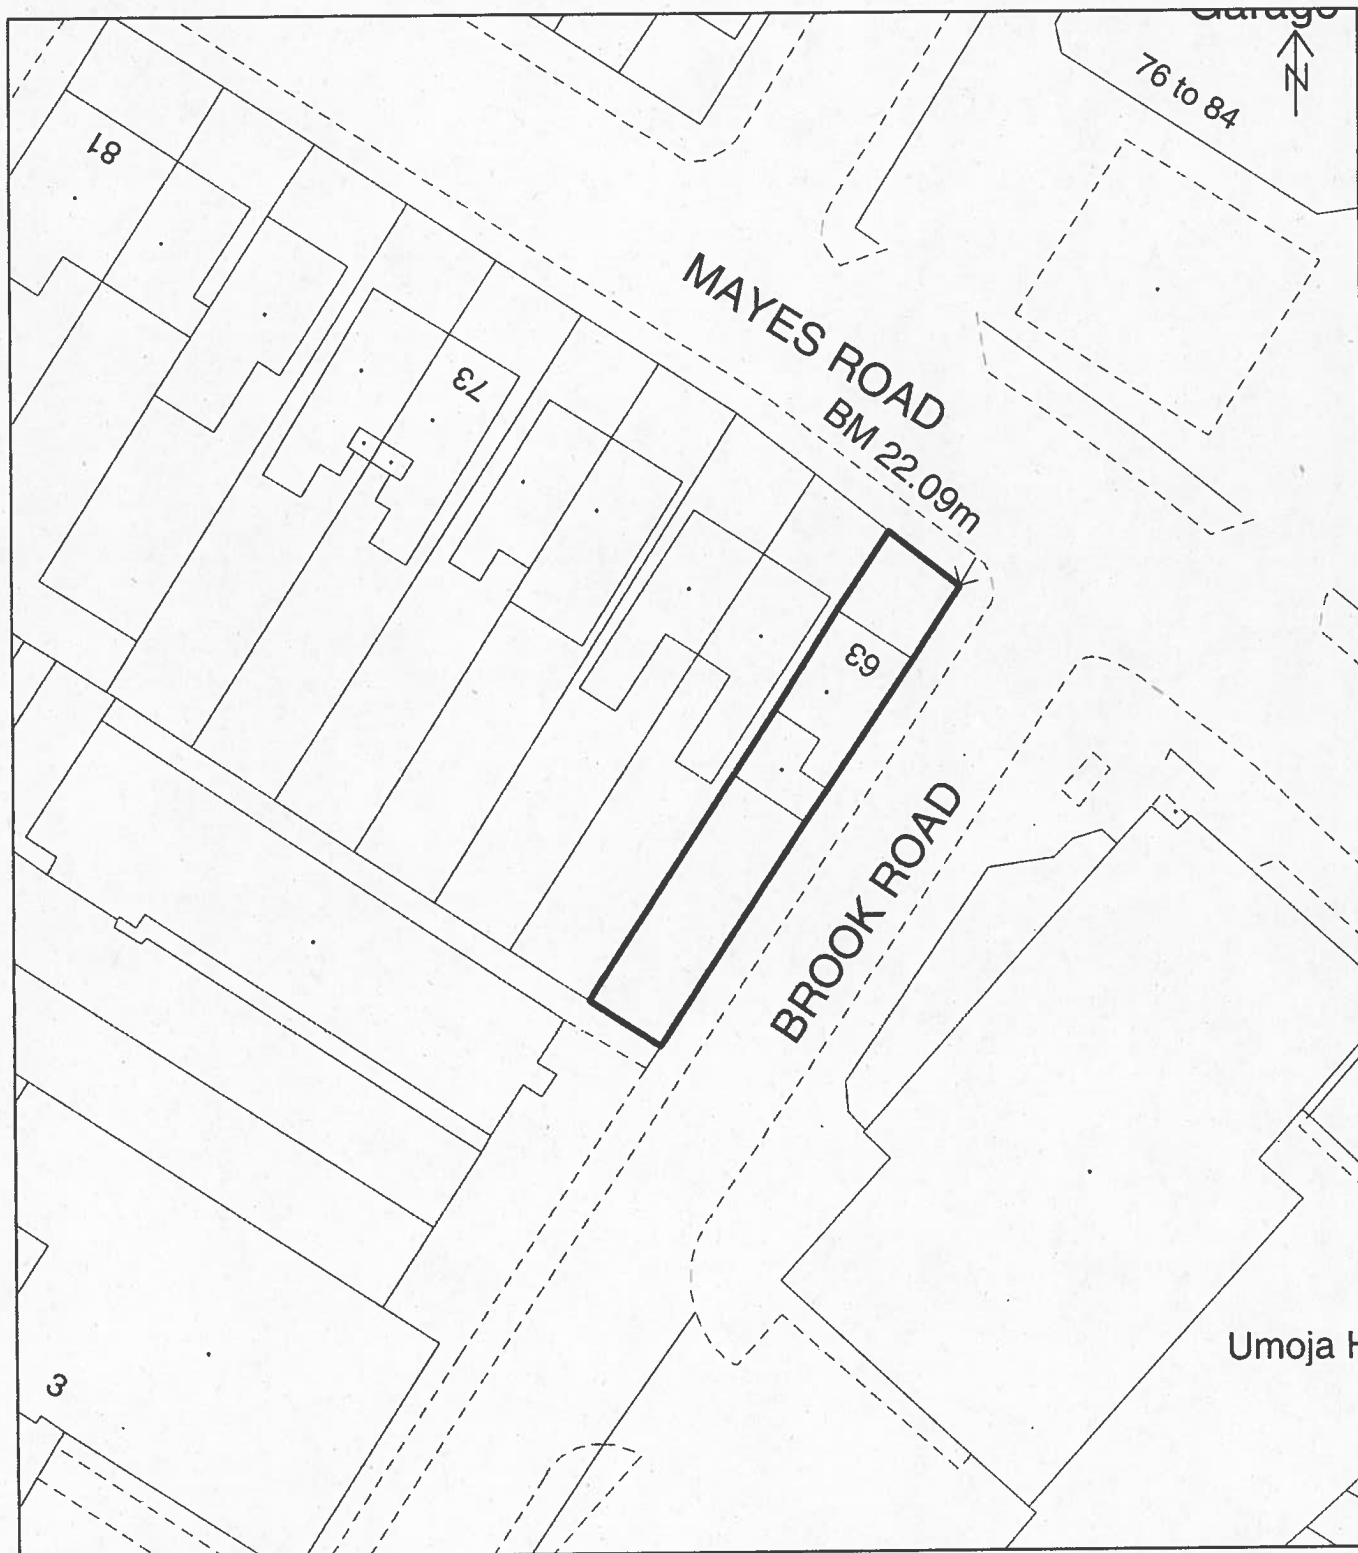 Garage
N
76 to 84
81
MAYES ROAD
BM 22.09m
73
63
BROOK ROAD
Umoja H
3